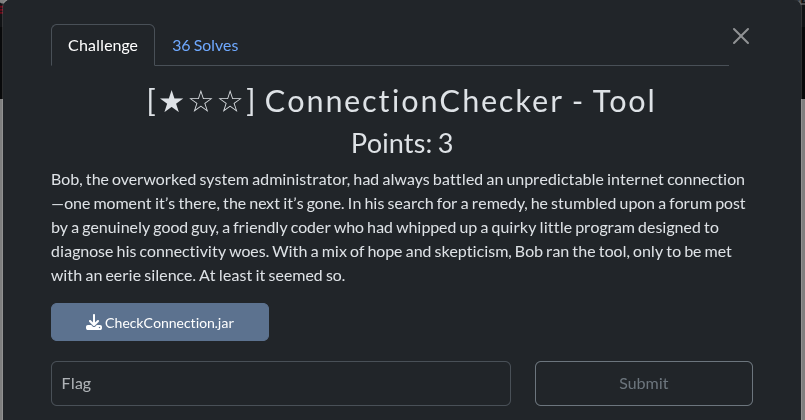 Challenge
36 Solves
[★☆☆] ConnectionChecker - Tool
Points: 3
Bob, the overworked system administrator, had always battled an unpredictable internet connection
—one moment it’s there, the next it’s gone. In his search for a remedy, he stumbled upon a forum post
by a genuinely good guy, a friendly coder who had whipped up a quirky little program designed to
diagnose his connectivity woes. With a mix of hope and skepticism, Bob ran the tool, only to be met
with an eerie silence. At least it seemed so.
CheckConnection.jar
Flag
Submit